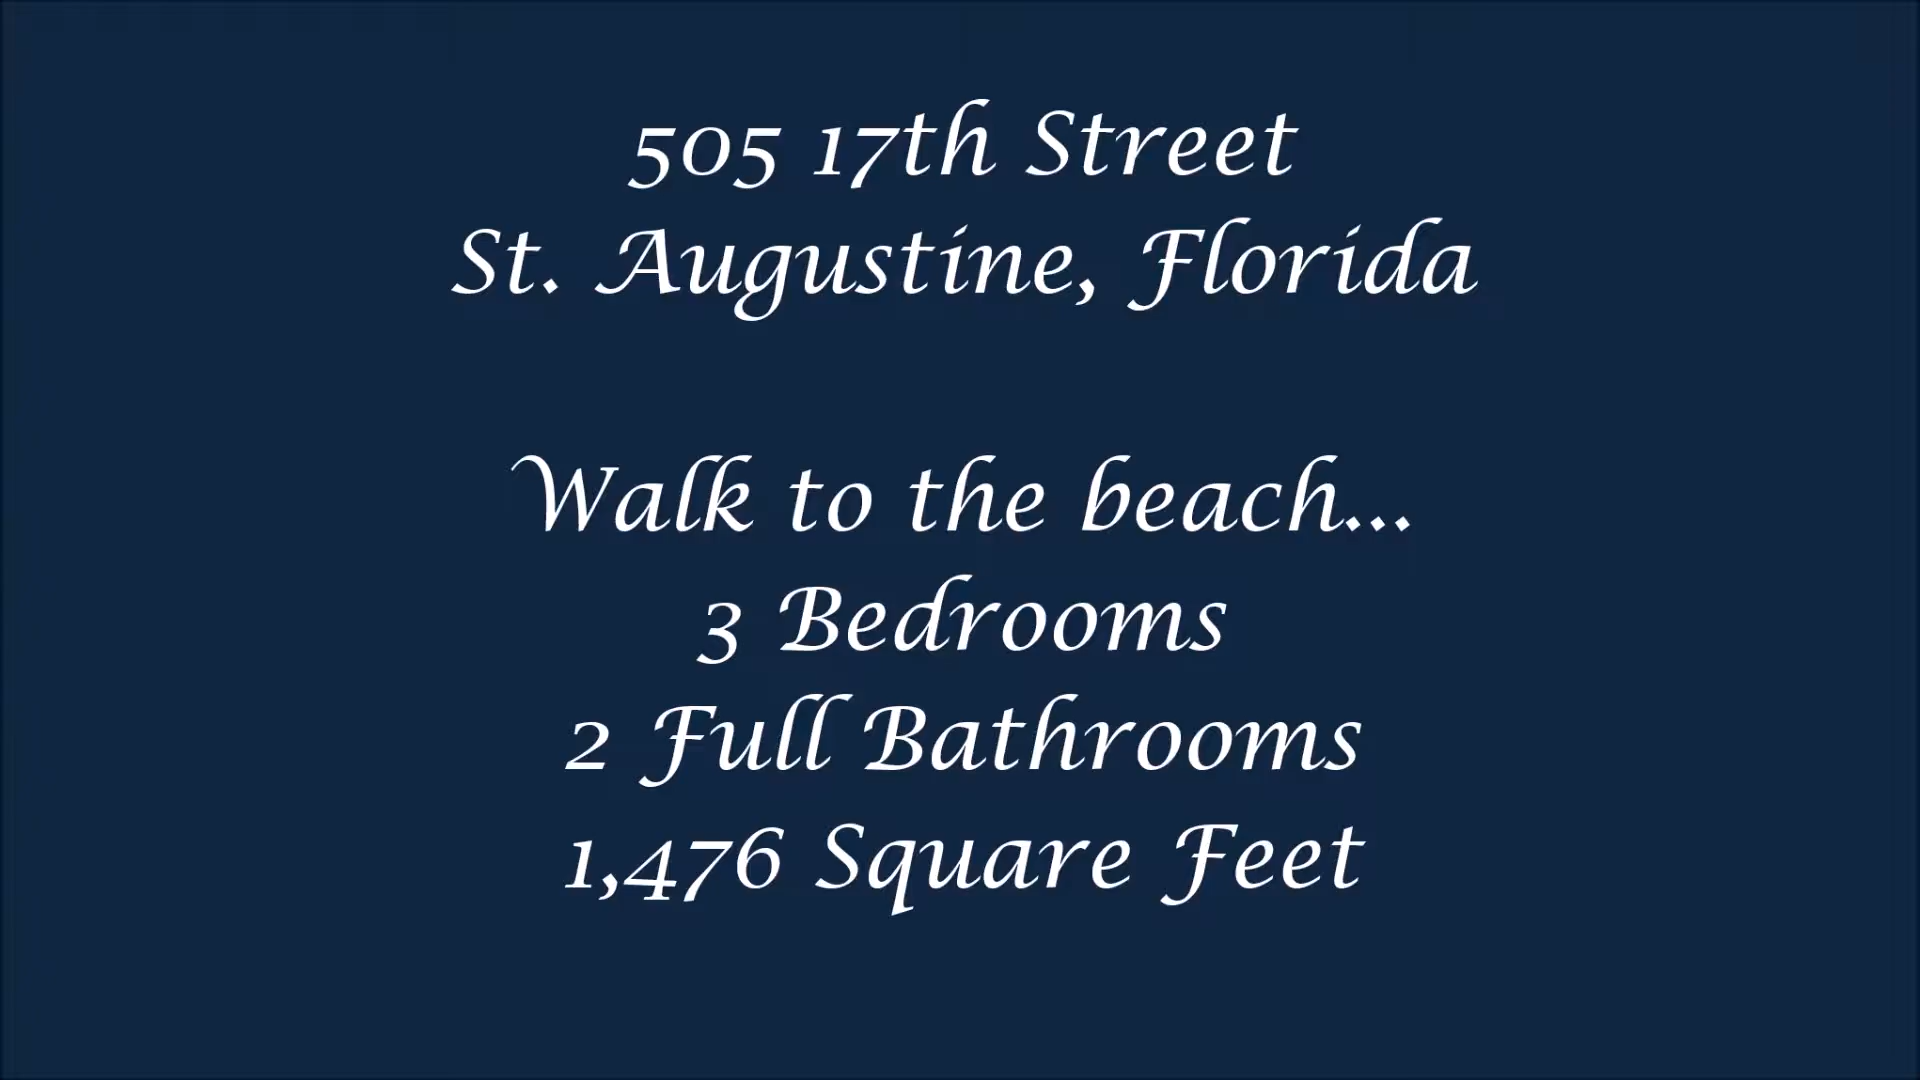 505 17th Street
St. Augustine, Florida
Walk to the beach...
3 Bedrooms
2 Full Bathrooms
1,476 Square Feet